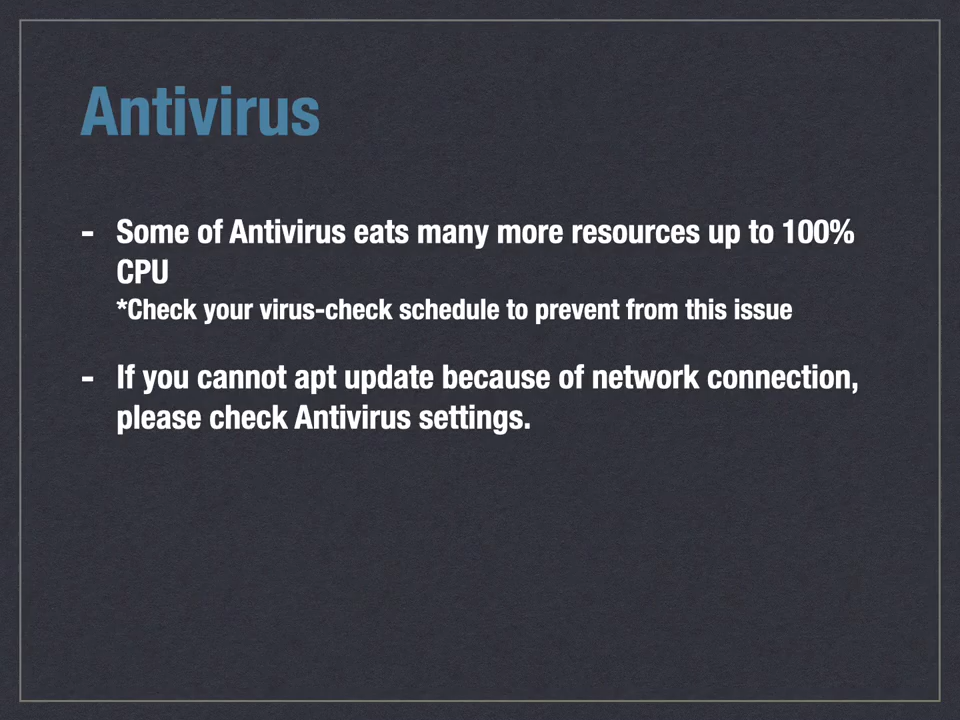 Antivirus
- Some of Antivirus eats many more resources up to 100%
CPU
*Check your virus-check schedule to prevent from this issue
- If you cannot apt update because of network connection,
please check Antivirus settings.